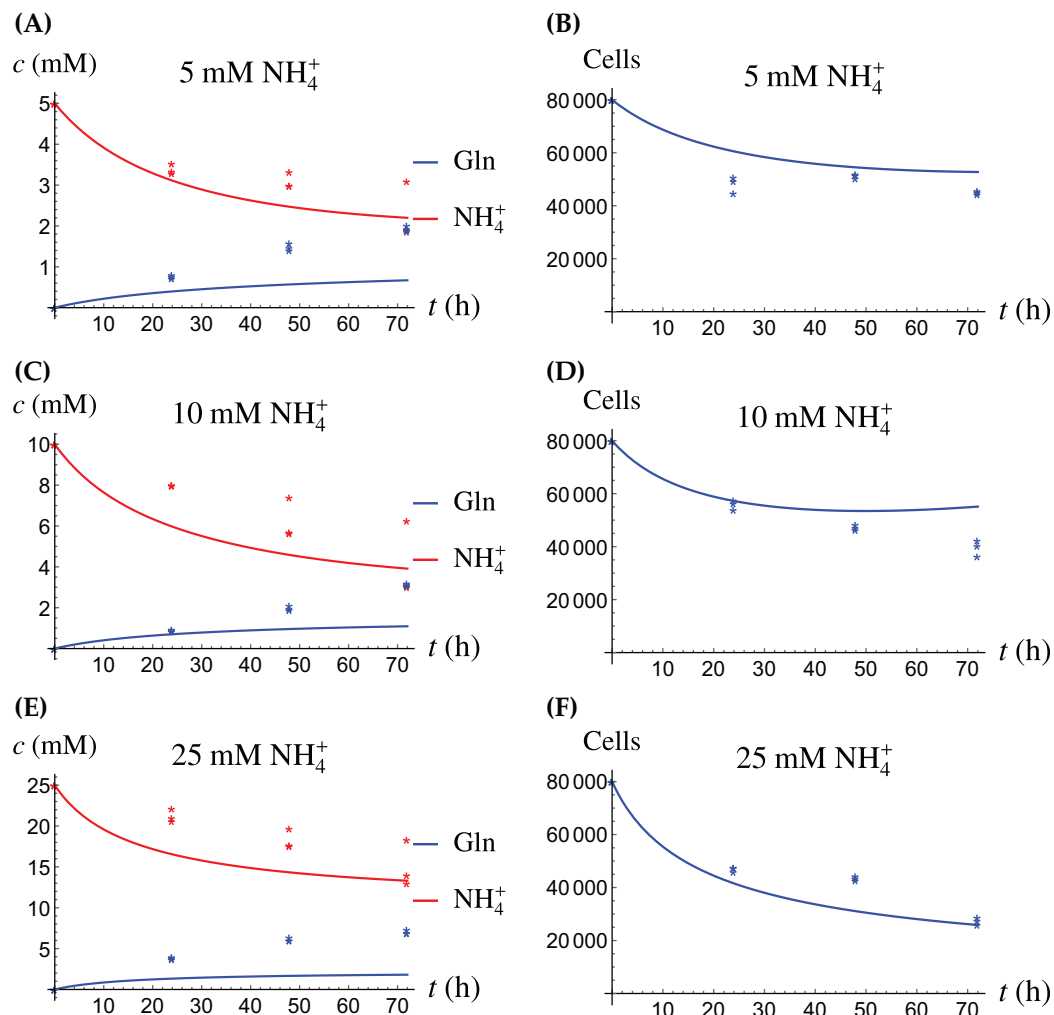 (A)
c (mM)
5 mM NH₄⁺
5
4
3
2
1
Gln
NH₄⁺
10 20 30 40 50 60 70
t (h)
(B)
Cells
5 mM NH₄⁺
80 000
60 000
40 000
20 000
10 20 30 40 50 60 70
t (h)
(C)
c (mM)
10 mM NH₄⁺
10
8
6
4
2
Gln
NH₄⁺
10 20 30 40 50 60 70
t (h)
(D)
Cells
10 mM NH₄⁺
80 000
60 000
40 000
20 000
10 20 30 40 50 60 70
t (h)
(E)
c (mM)
25 mM NH₄⁺
25
20
15
10
5
Gln
NH₄⁺
10 20 30 40 50 60 70
t (h)
(F)
Cells
25 mM NH₄⁺
80 000
60 000
40 000
20 000
10 20 30 40 50 60 70
t (h)